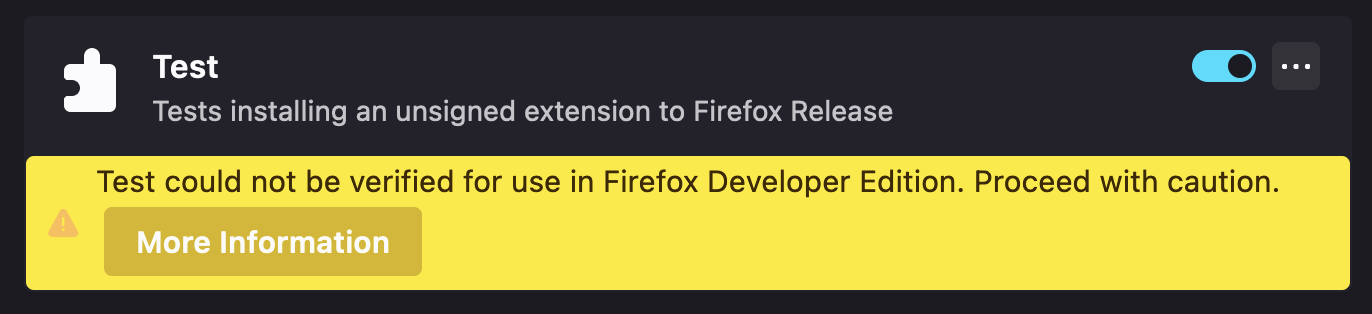 Test
Tests installing an unsigned extension to Firefox Release
Test could not be verified for use in Firefox Developer Edition. Proceed with caution.
More Information